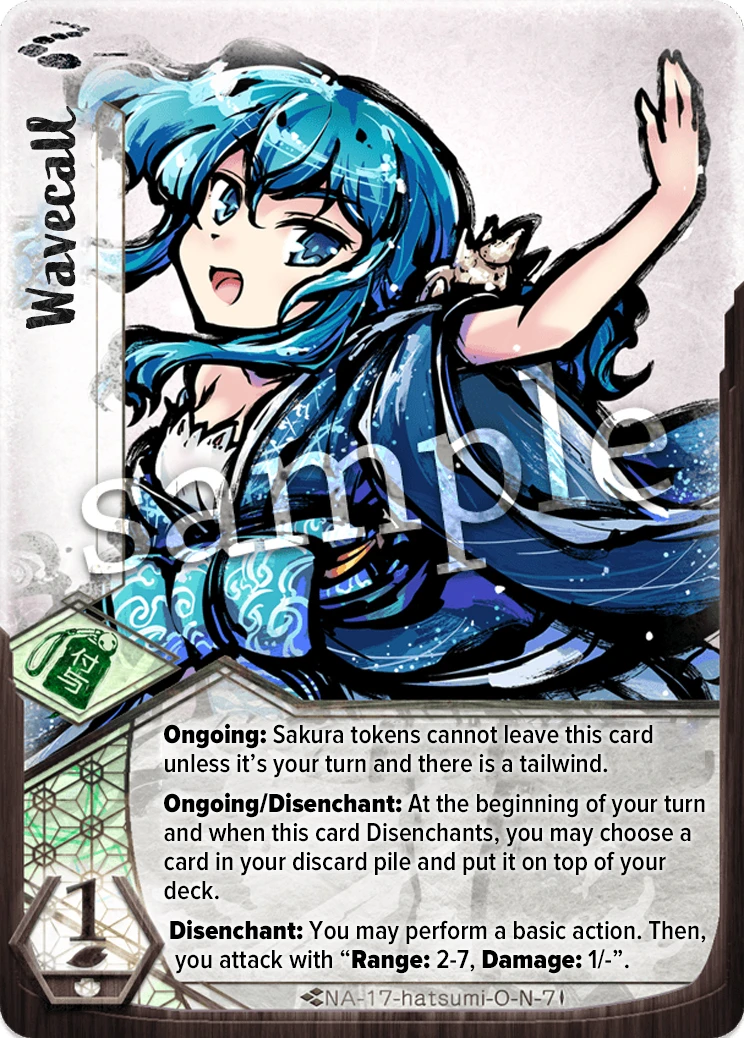 Wavecall
sample
付与
Ongoing: Sakura tokens cannot leave this card
unless it’s your turn and there is a tailwind.
Ongoing/Disenchant: At the beginning of your turn
and when this card Disenchants, you may choose a
card in your discard pile and put it on top of your
deck.
Disenchant: You may perform a basic action. Then,
you attack with “Range: 2-7, Damage: 1/-”.
1
NA-17-hatsumi-O-N-7